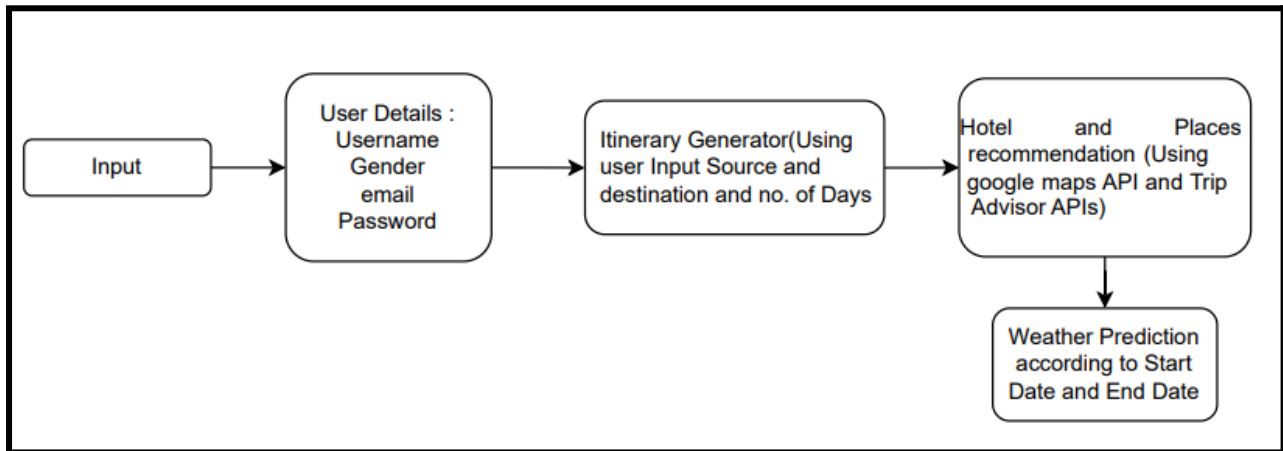 Input
User Details :
Username
Gender
email
Password
Itinerary Generator(Using
user Input Source and
destination and no. of Days
Hotel and Places
recommendation (Using
google maps API and Trip
Advisor APIs)
Weather Prediction
according to Start
Date and End Date